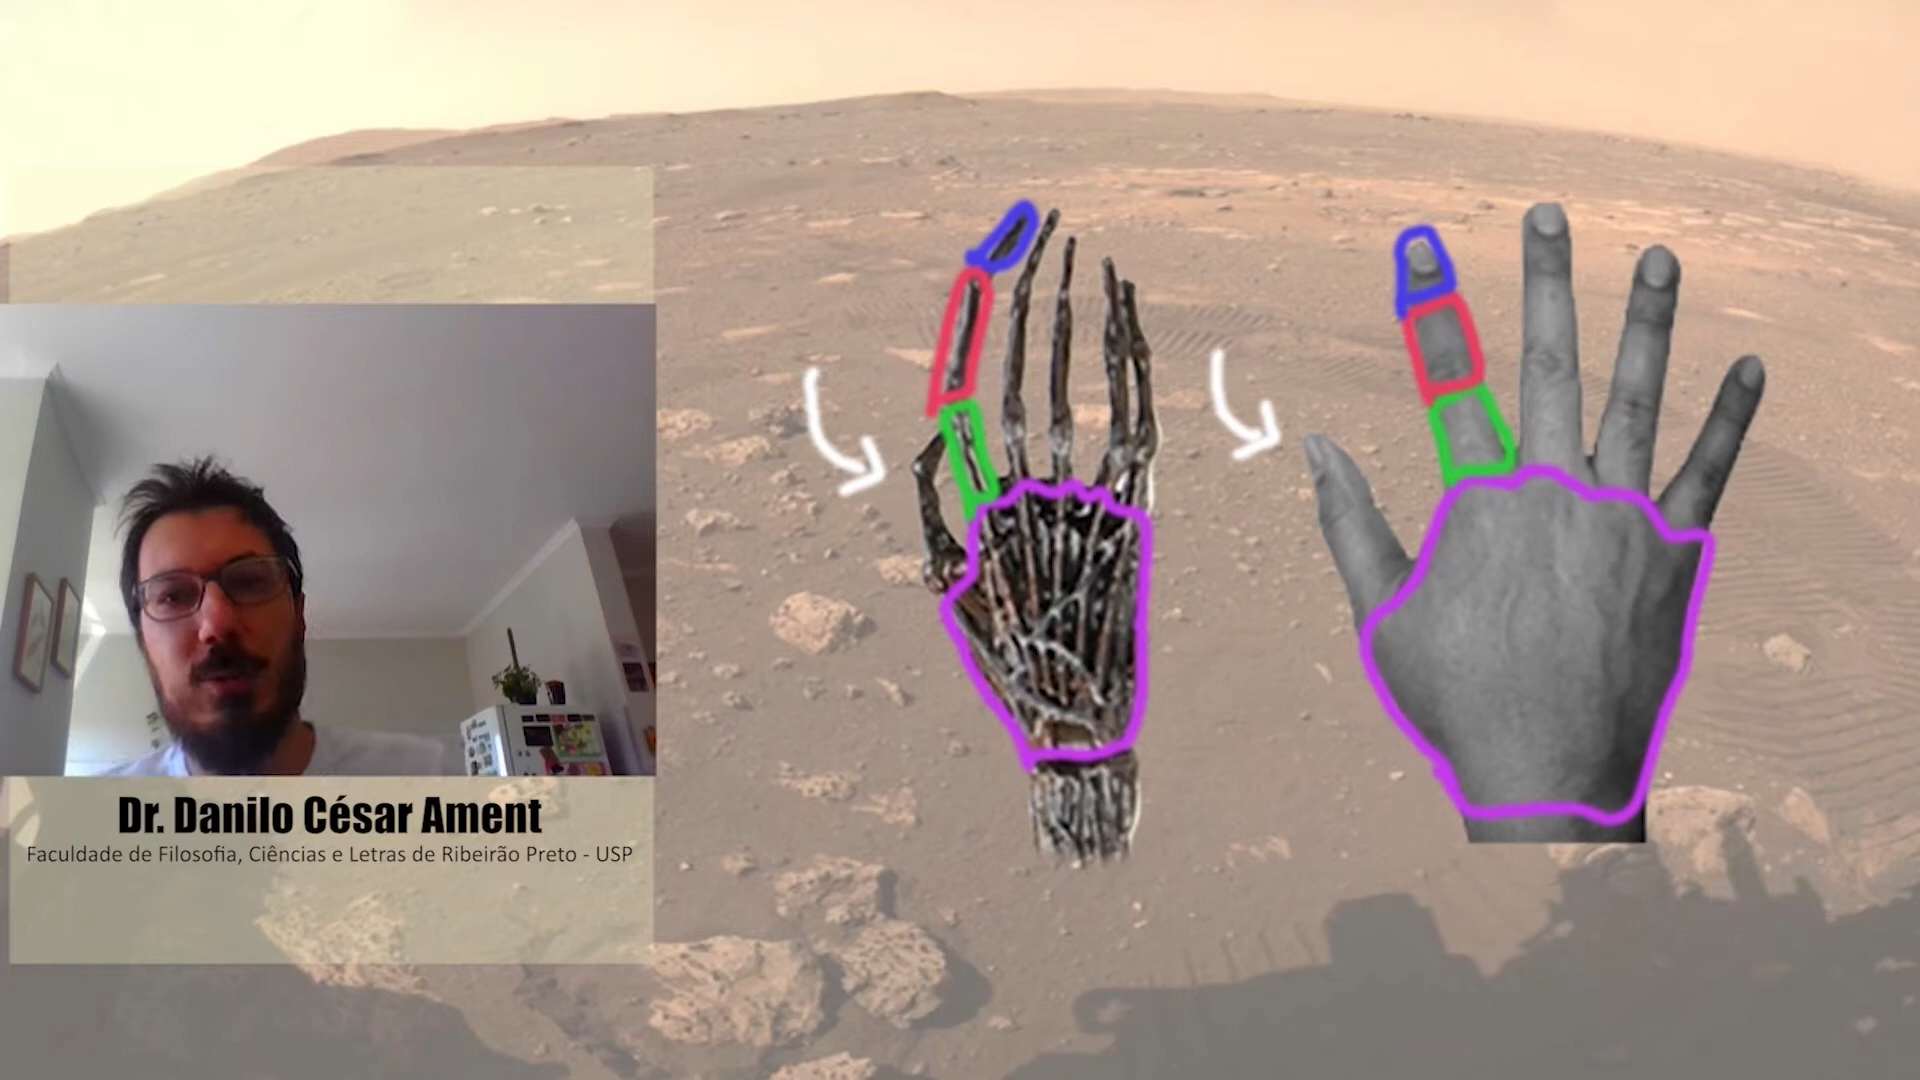 Dr. Danilo César Ament
Faculdade de Filosofia, Ciências e Letras de Ribeirão Preto - USP